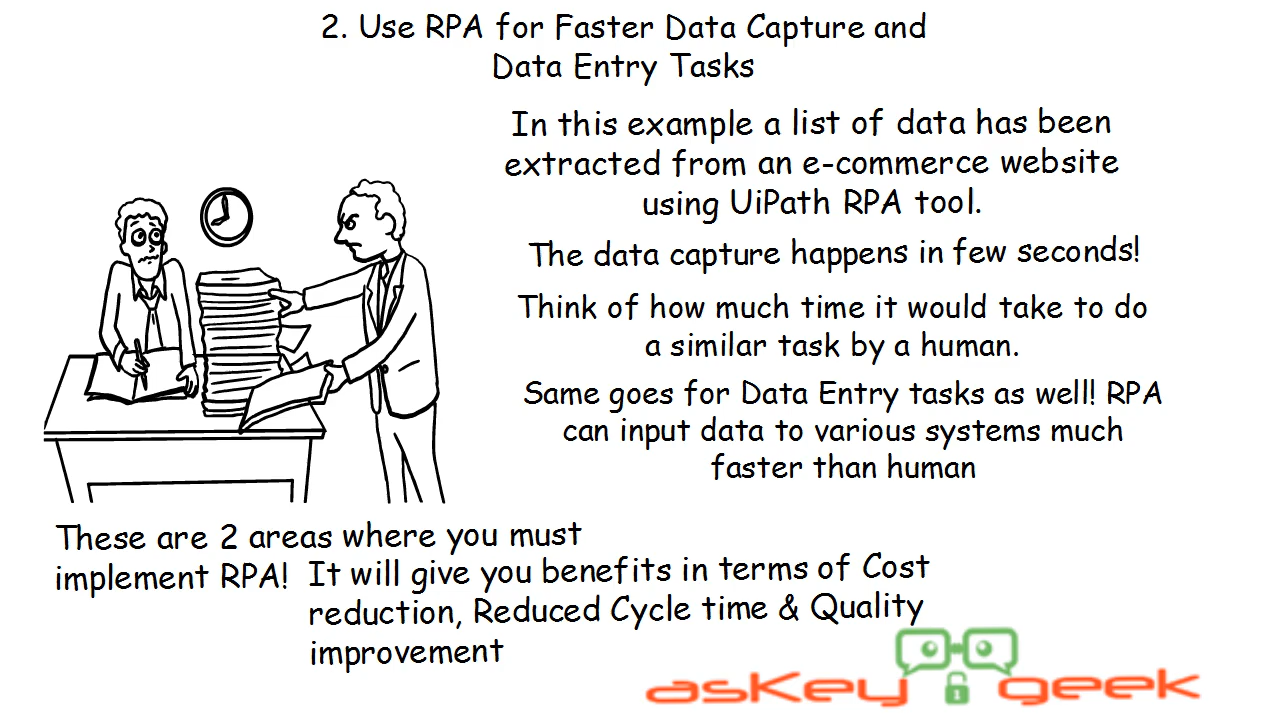 2. Use RPA for Faster Data Capture and
Data Entry Tasks
In this example a list of data has been
extracted from an e-commerce website
using UiPath RPA tool.
The data capture happens in few seconds!
Think of how much time it would take to do
a similar task by a human.
Same goes for Data Entry tasks as well! RPA
can input data to various systems much
faster than human
These are 2 areas where you must
implement RPA!
It will give you benefits in terms of Cost
reduction, Reduced Cycle time & Quality
improvement
asKey geek